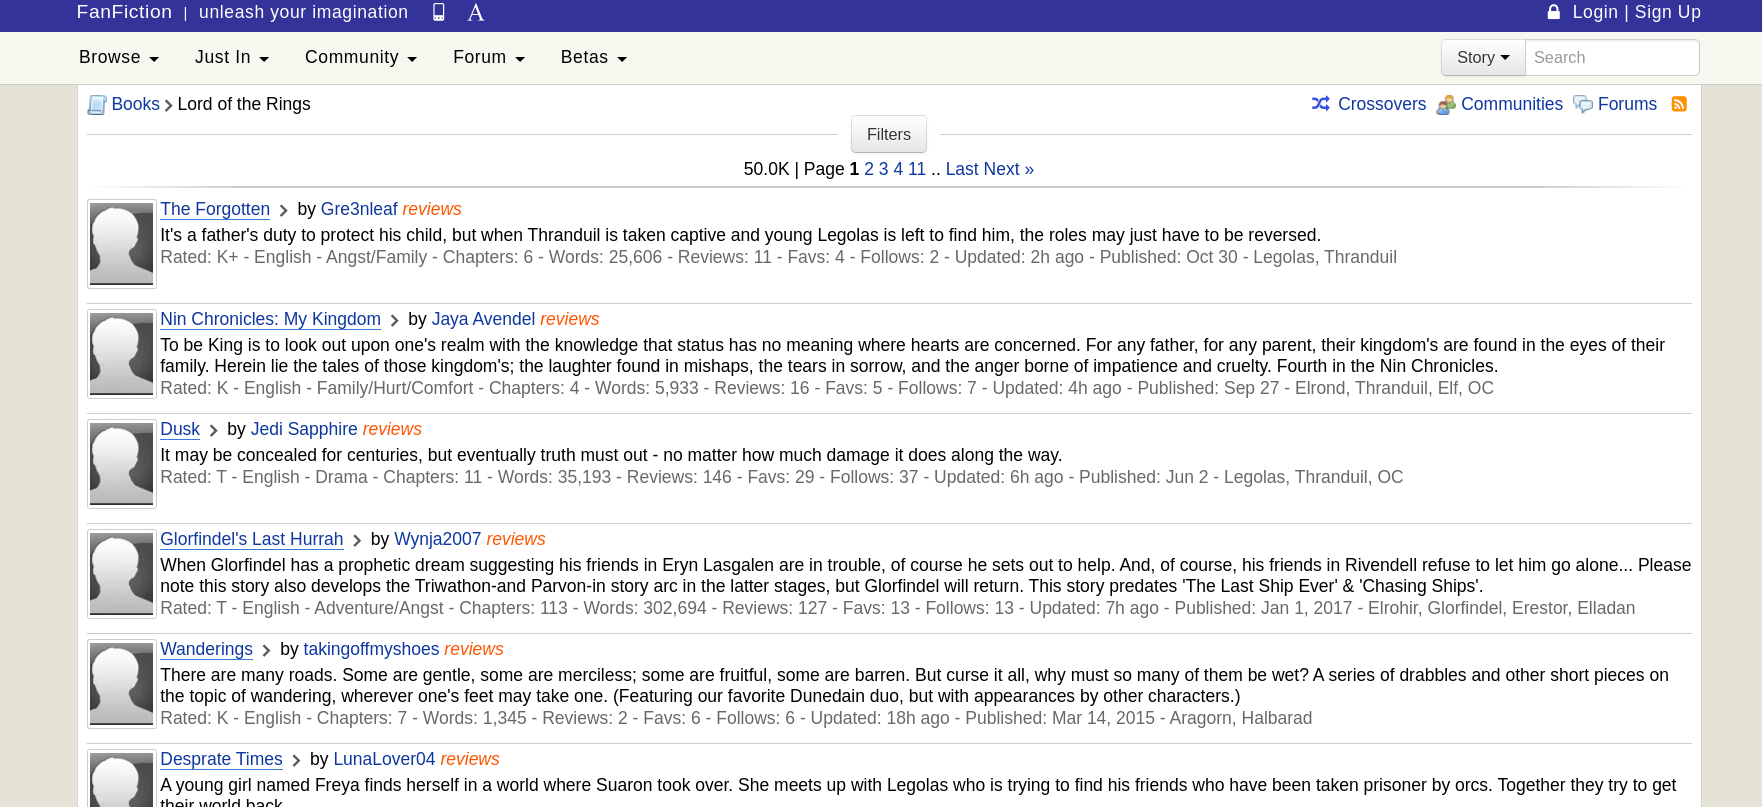 FanFiction | unleash your imagination A Login | Sign Up
Browse Just In Community Forum Betas Story Search
Books Lord of the Rings Crossovers Communities Forums
Filters
50.0K | Page 1 2 3 4 11 .. Last Next »
The Forgotten by Gre3nleaf reviews
It's a father's duty to protect his child, but when Thranduil is taken captive and young Legolas is left to find him, the roles may just have to be reversed.
Rated: K+ - English - Angst/Family - Chapters: 6 - Words: 25,606 - Reviews: 11 - Favs: 4 - Follows: 2 - Updated: 2h ago - Published: Oct 30 - Legolas, Thranduil
Nin Chronicles: My Kingdom by Jaya Avendel reviews
To be King is to look out upon one's realm with the knowledge that status has no meaning where hearts are concerned. For any father, for any parent, their kingdom's are found in the eyes of their
family. Herein lie the tales of those kingdom's; the laughter found in mishaps, the tears in sorrow, and the anger borne of impatience and cruelty. Fourth in the Nin Chronicles.
Rated: K - English - Family/Hurt/Comfort - Chapters: 4 - Words: 5,933 - Reviews: 16 - Favs: 5 - Follows: 7 - Updated: 4h ago - Published: Sep 27 - Elrond, Thranduil, Elf, OC
Dusk by Jedi Sapphire reviews
It may be concealed for centuries, but eventually truth must out - no matter how much damage it does along the way.
Rated: T - English - Drama - Chapters: 11 - Words: 35,193 - Reviews: 146 - Favs: 29 - Follows: 37 - Updated: 6h ago - Published: Jun 2 - Legolas, Thranduil, OC
Glorfindel's Last Hurrah by Wynja2007 reviews
When Glorfindel has a prophetic dream suggesting his friends in Eryn Lasgalen are in trouble, of course he sets out to help. And, of course, his friends in Rivendell refuse to let him go alone... Please
note this story also develops the Triwathon-and Parvon-in story arc in the latter stages, but Glorfindel will return. This story predates 'The Last Ship Ever' & 'Chasing Ships'.
Rated: T - English - Adventure/Angst - Chapters: 113 - Words: 302,694 - Reviews: 127 - Favs: 13 - Follows: 13 - Updated: 7h ago - Published: Jan 1, 2017 - Elrohir, Glorfindel, Erestor, Elladan
Wanderings by takingoffmyshoes reviews
There are many roads. Some are gentle, some are merciless; some are fruitful, some are barren. But curse it all, why must so many of them be wet? A series of drabbles and other short pieces on
the topic of wandering, wherever one's feet may take one. (Featuring our favorite Dunedain duo, but with appearances by other characters.)
Rated: K - English - Chapters: 7 - Words: 1,345 - Reviews: 2 - Favs: 6 - Follows: 6 - Updated: 18h ago - Published: Mar 14, 2015 - Aragorn, Halbarad
Desprate Times by LunaLover04 reviews
A young girl named Freya finds herself in a world where Suaron took over. She meets up with Legolas who is trying to find his friends who have been taken prisoner by orcs. Together they try to get
their world back.